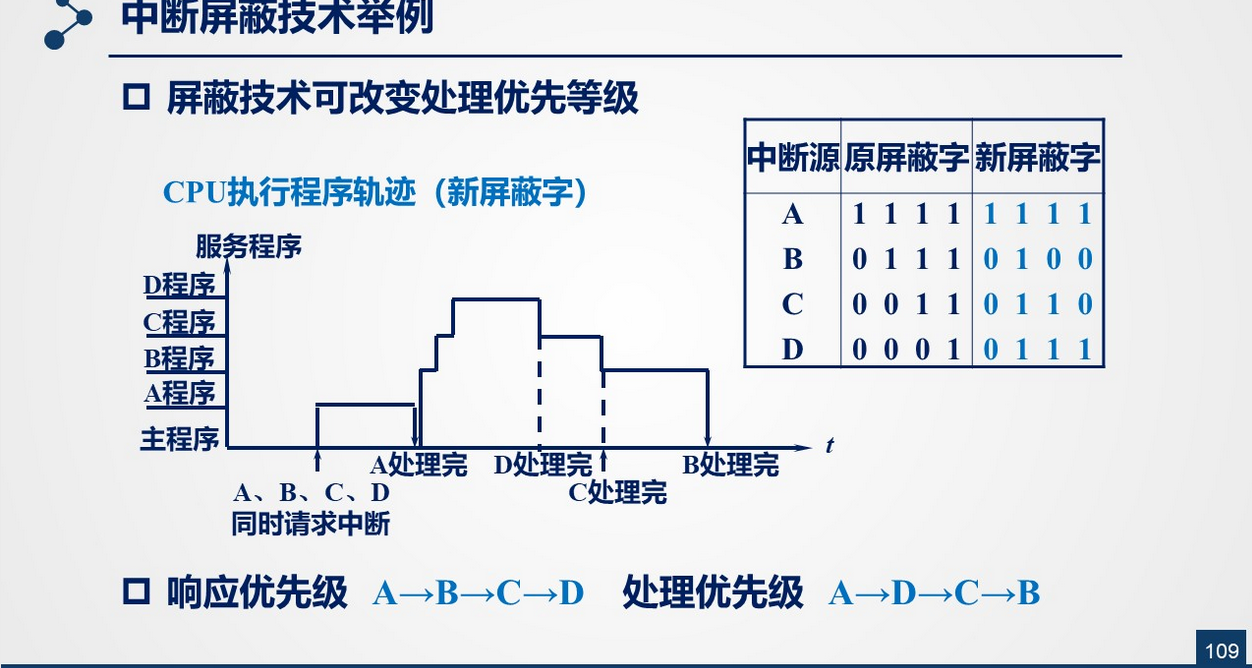 中断屏蔽技术举例
屏蔽技术可改变处理优先等级
CPU执行程序轨迹（新屏蔽字）
服务程序
D程序
C程序
B程序
A程序
主程序
t
A处理完 D处理完 B处理完
C处理完
A、B、C、D
同时请求中断
中断源 原屏蔽字 新屏蔽字
A 1 1 1 1 1 1 1 1
B 0 1 1 1 0 1 0 0
C 0 0 1 1 0 1 1 0
D 0 0 0 1 0 1 1 1
响应优先级 A→B→C→D 处理优先级 A→D→C→B
109